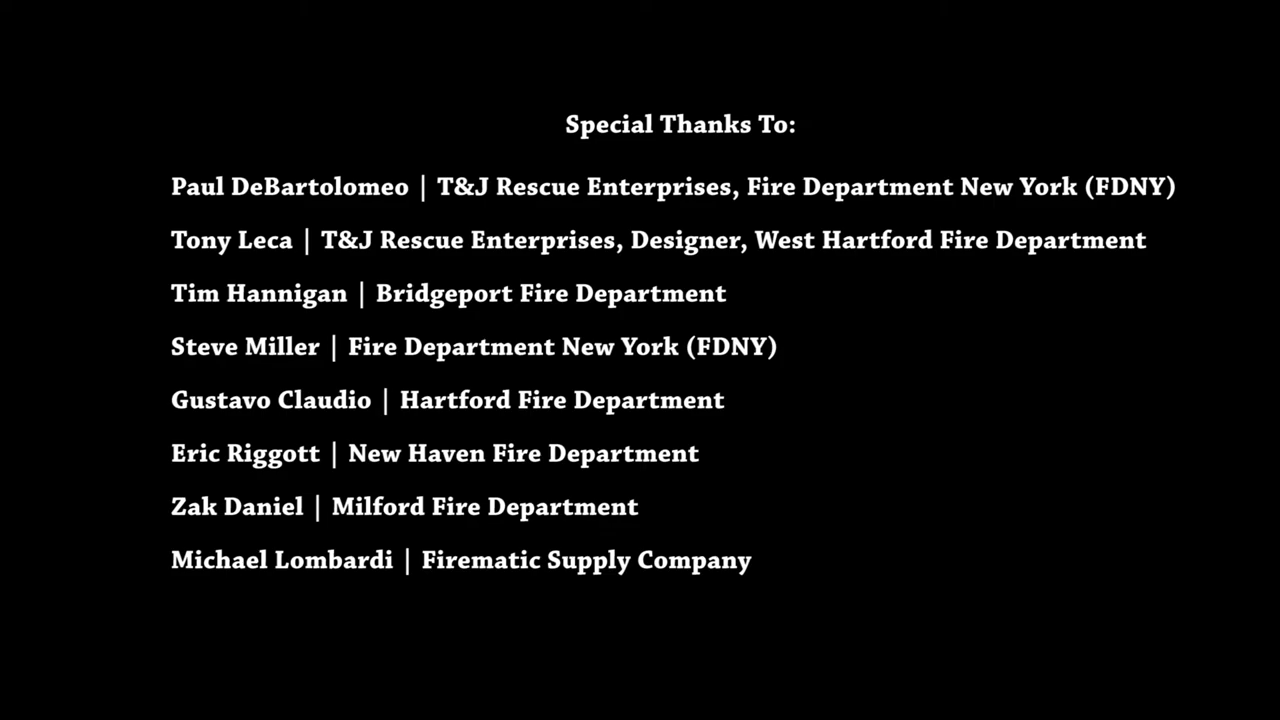 Special Thanks To:
Paul DeBartolomeo | T&J Rescue Enterprises, Fire Department New York (FDNY)
Tony Leca | T&J Rescue Enterprises, Designer, West Hartford Fire Department
Tim Hannigan | Bridgeport Fire Department
Steve Miller | Fire Department New York (FDNY)
Gustavo Claudio | Hartford Fire Department
Eric Riggott | New Haven Fire Department
Zak Daniel | Milford Fire Department
Michael Lombardi | Firematic Supply Company